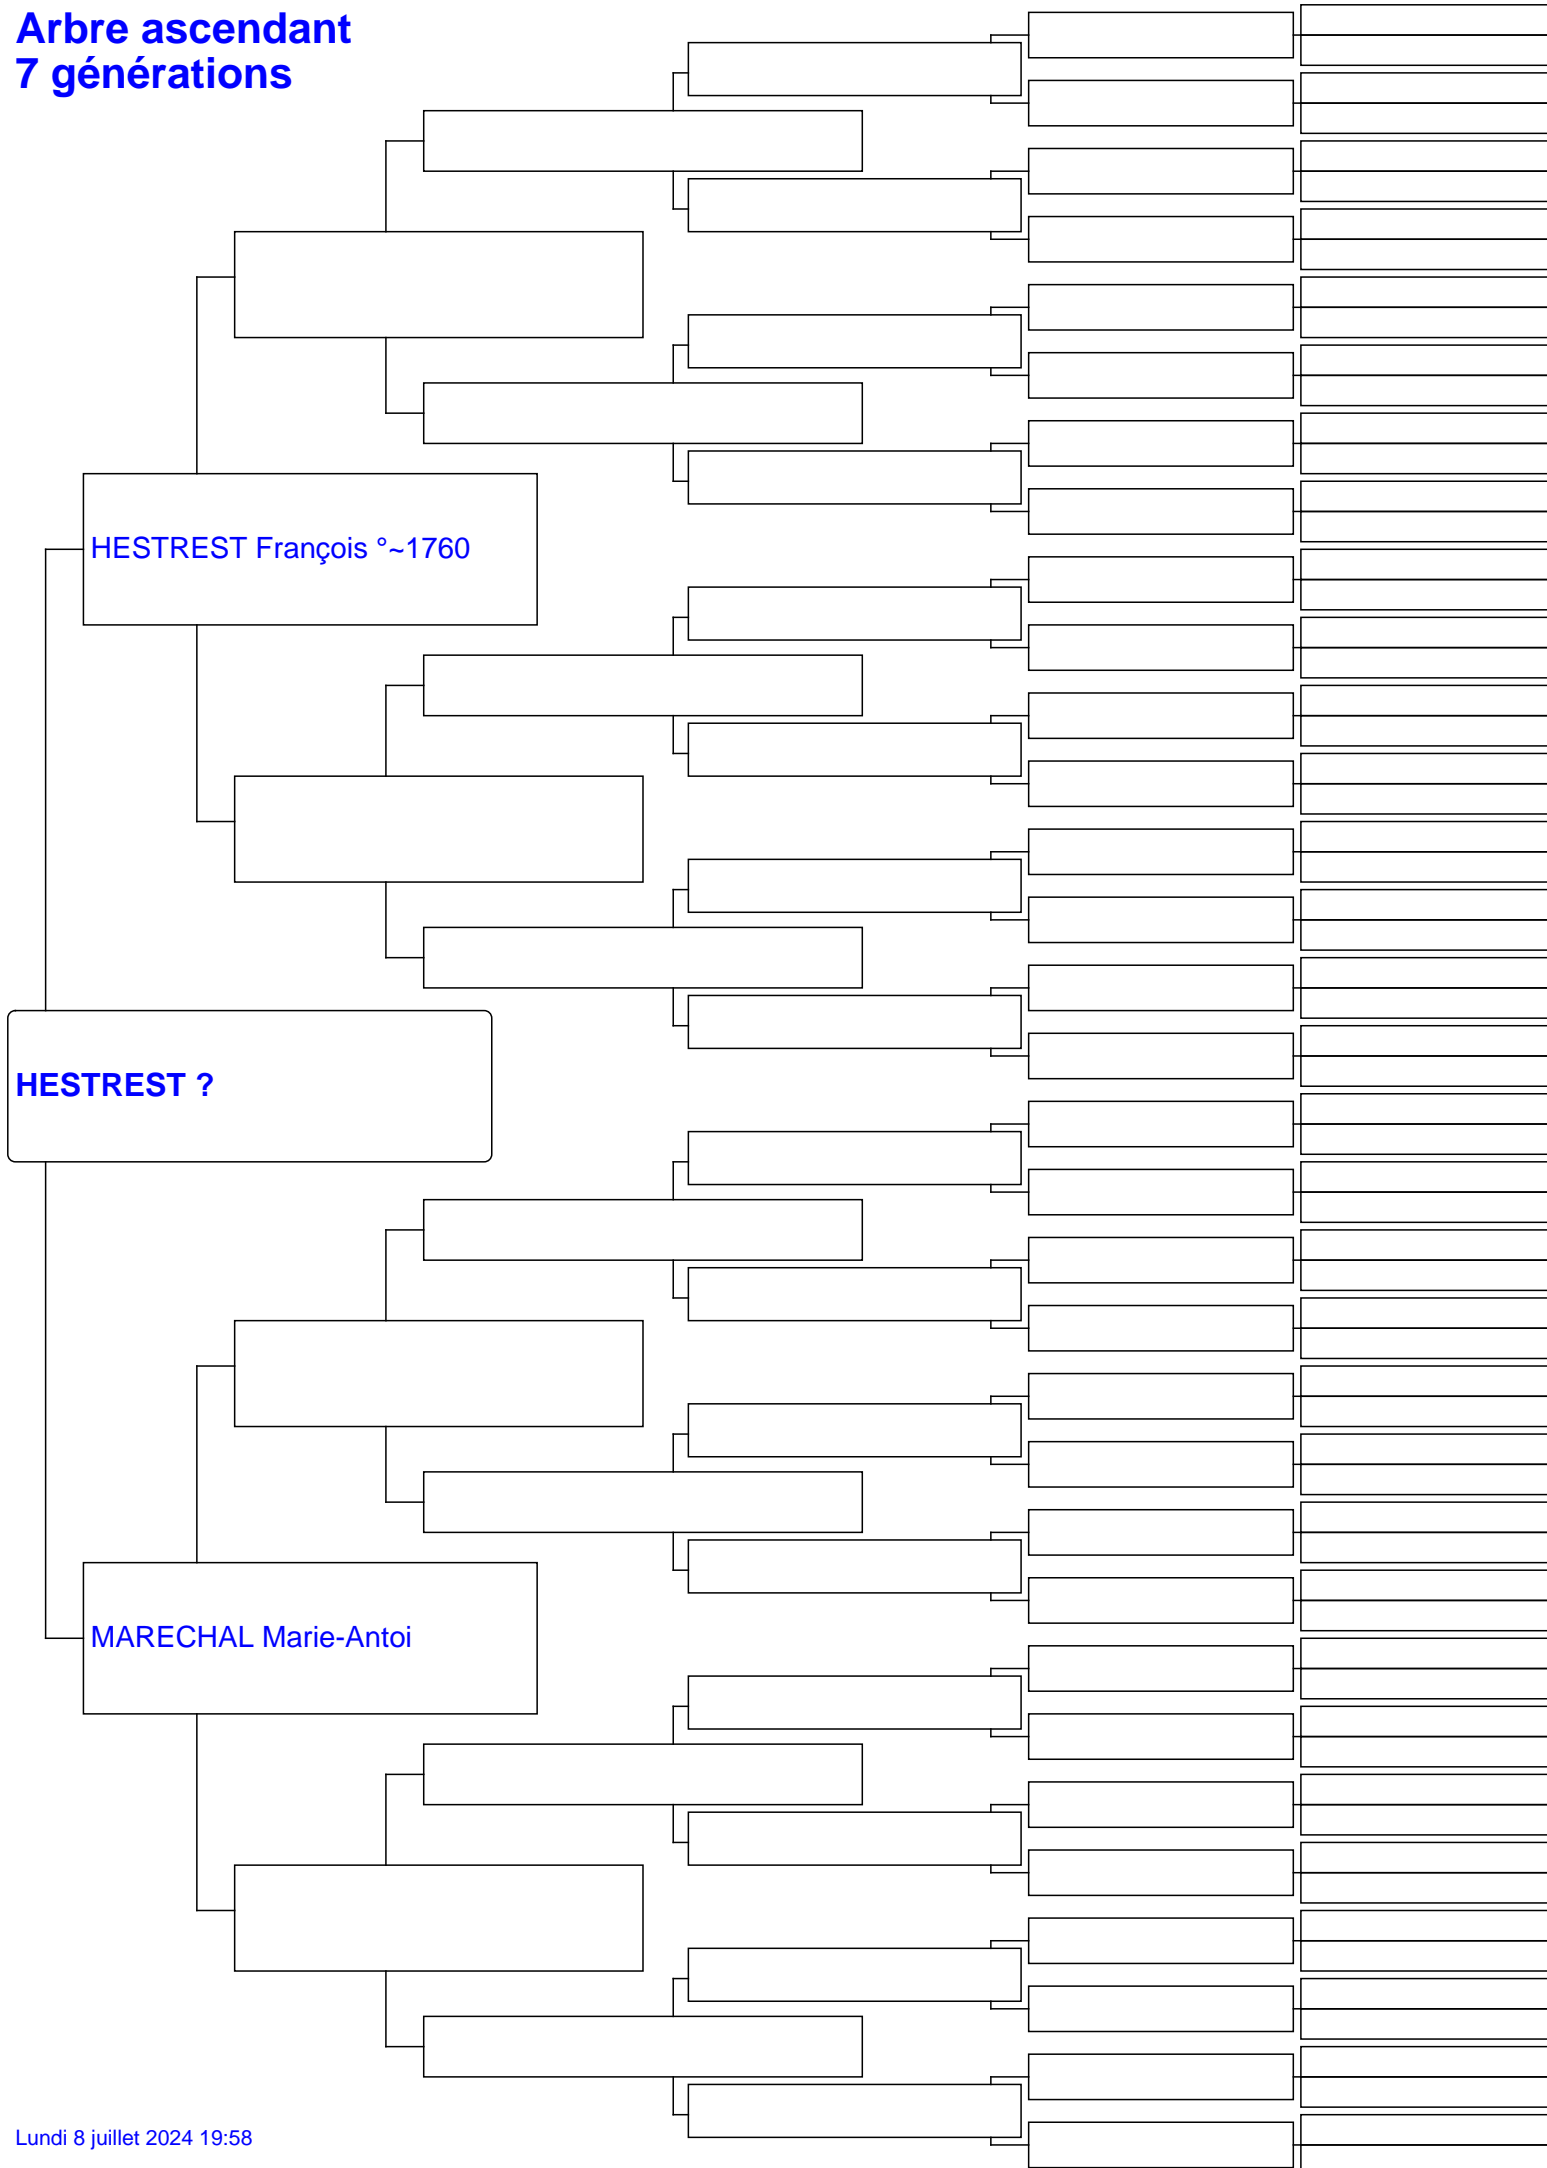 Arbre ascendant
7 générations
HESTREST François °~1760
HESTREST ?
MARECHAL Marie-Antoi
Lundi 8 juillet 2024 19:58